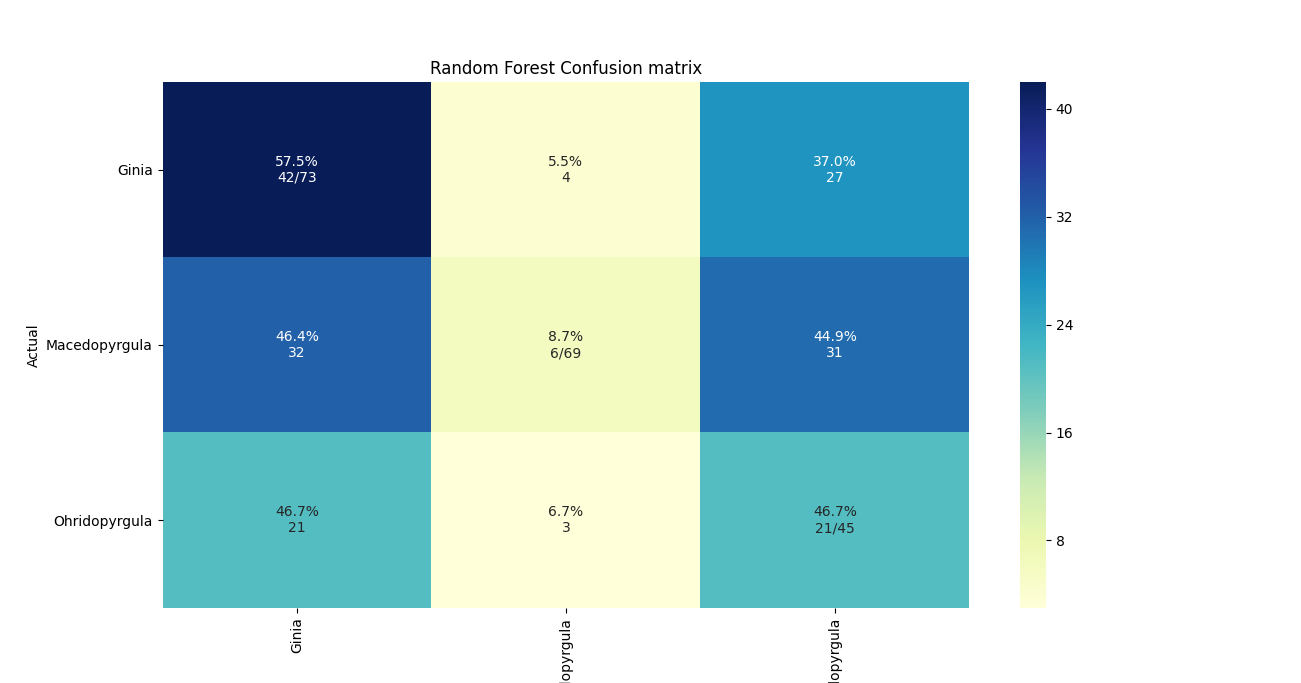 Random Forest Confusion matrix
Actual
Ginia
57.5%
42/73
5.5%
4
37.0%
27
Macedopyrgula
46.4%
32
8.7%
6/69
44.9%
31
Ohridopyrgula
46.7%
21
6.7%
3
46.7%
21/45
40
32
24
16
8
Ginia
dopyrgula
dopyrgula